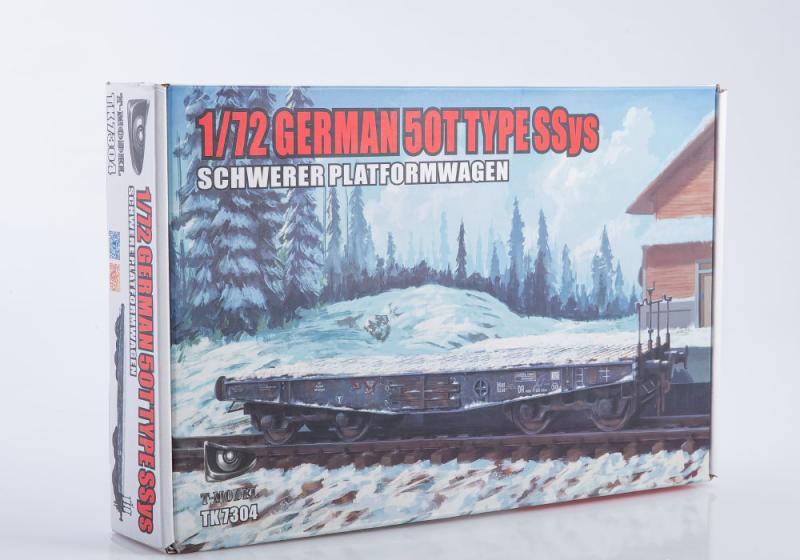 1/72 GERMAN 50T TYPE SSys
SCHWERER PLATFORMWAGEN
T-MODEL
TK7304
T-MODEL
TK7304
1/72 GERMAN 50T TYPE SSys
SCHWERER PLATFORMWAGEN